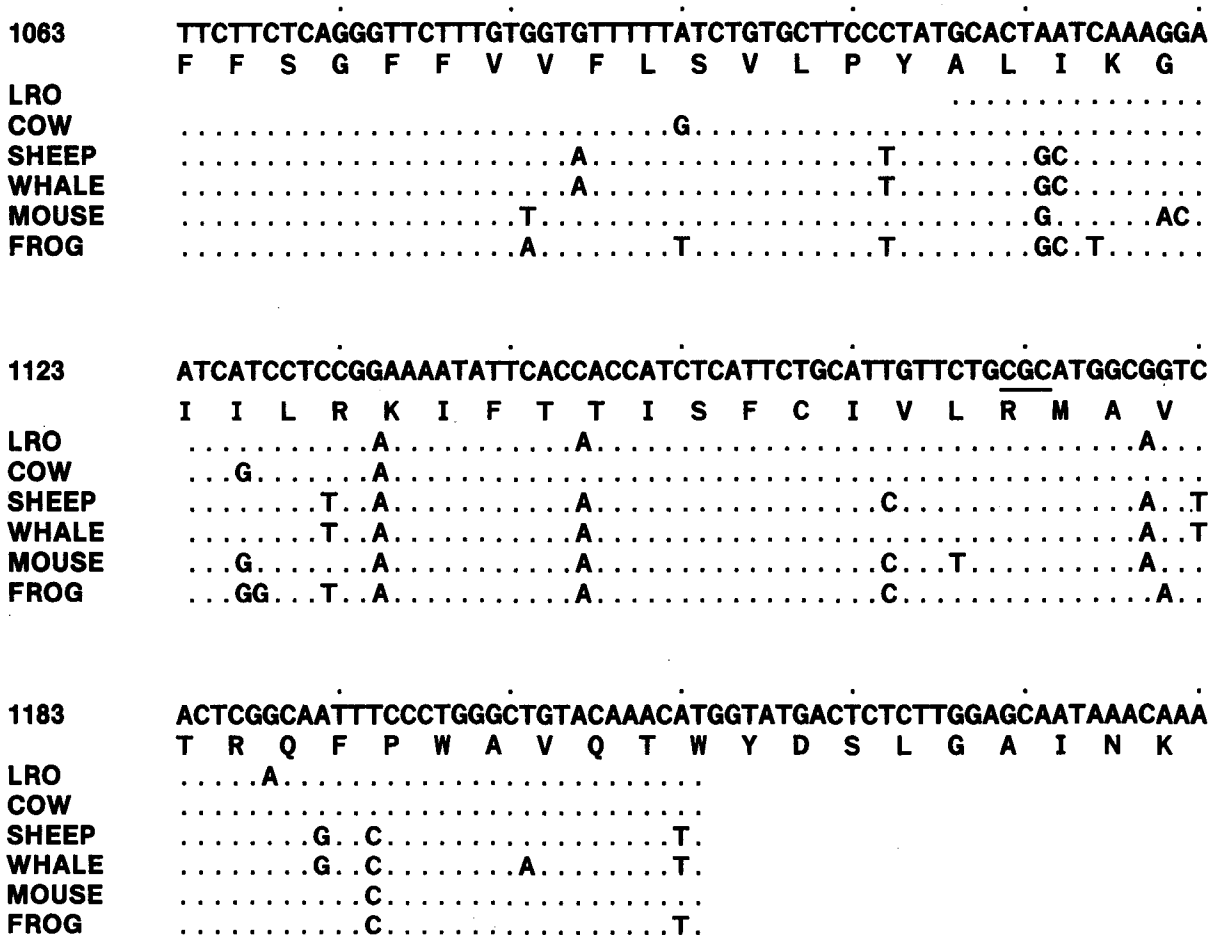 1063 TTCTTCTCAGGGTTCTTTGTGGTGTTTTTATCTGTGCTTCCCTATGCACTAATCAAAGGA
F F S G F F V V F L S V L P Y A L I K G
LRO ...............
COW .............................G..............................
SHEEP .......................A.................T........GC........
WHALE .......................A.................T........GC........
MOUSE ....................T.............................G......AC.
FROG ....................A........T...........T........GC.T......
1123 ATCATCCTCCGGAAAATATTCACCACCATCTCATTCTGCATTGTTCTGCGCATGGCGGTC
I I L R K I F T T I S F C I V L R M A V
LRO ...........A...........A................................A...
COW ...G.......A................................................
SHEEP ........T..A...........A.................C..............A..T
WHALE ........T..A...........A................................A..T
MOUSE ...G.......A...........A.................C...T..........A...
FROG ...GG...T..A...........A.................C...............A..
1183 ACTCGGCAATTTCCCTGGGCTGTACAAACATGGTATGACTCTCTTGGAGCAATAAACAAA
T R Q F P W A V Q T W Y D S L G A I N K
LRO .....A.........................
COW ...............................
SHEEP ........G..C.................T.
WHALE ........G..C........A........T.
MOUSE ...........C...................
FROG ...........C.................T.